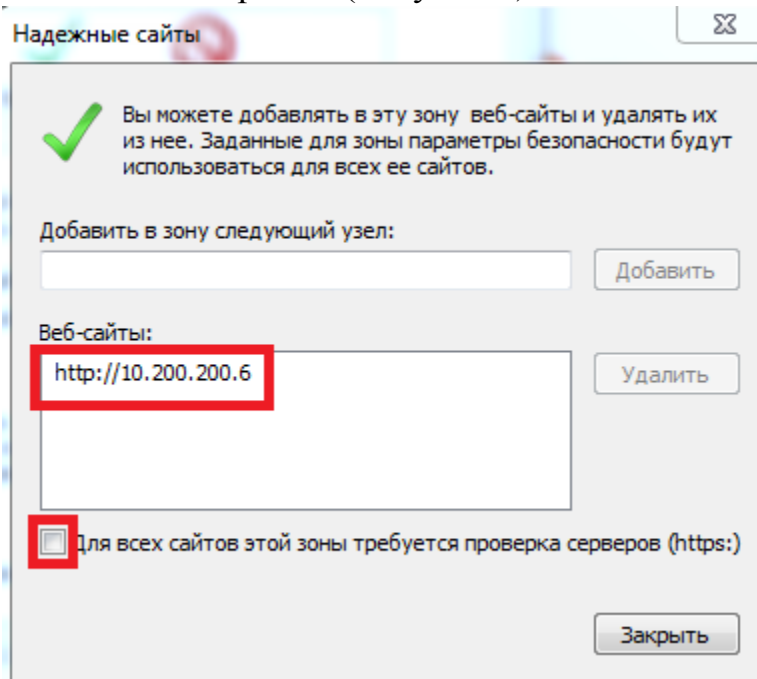 Надежные сайты
Вы можете добавлять в эту зону веб-сайты и удалять их
из нее. Заданные для зоны параметры безопасности будут
использоваться для всех ее сайтов.
Добавить в зону следующий узел:
Добавить
Веб-сайты:
http://10.200.200.6
Удалить
Для всех сайтов этой зоны требуется проверка серверов (https:)
Закрыть